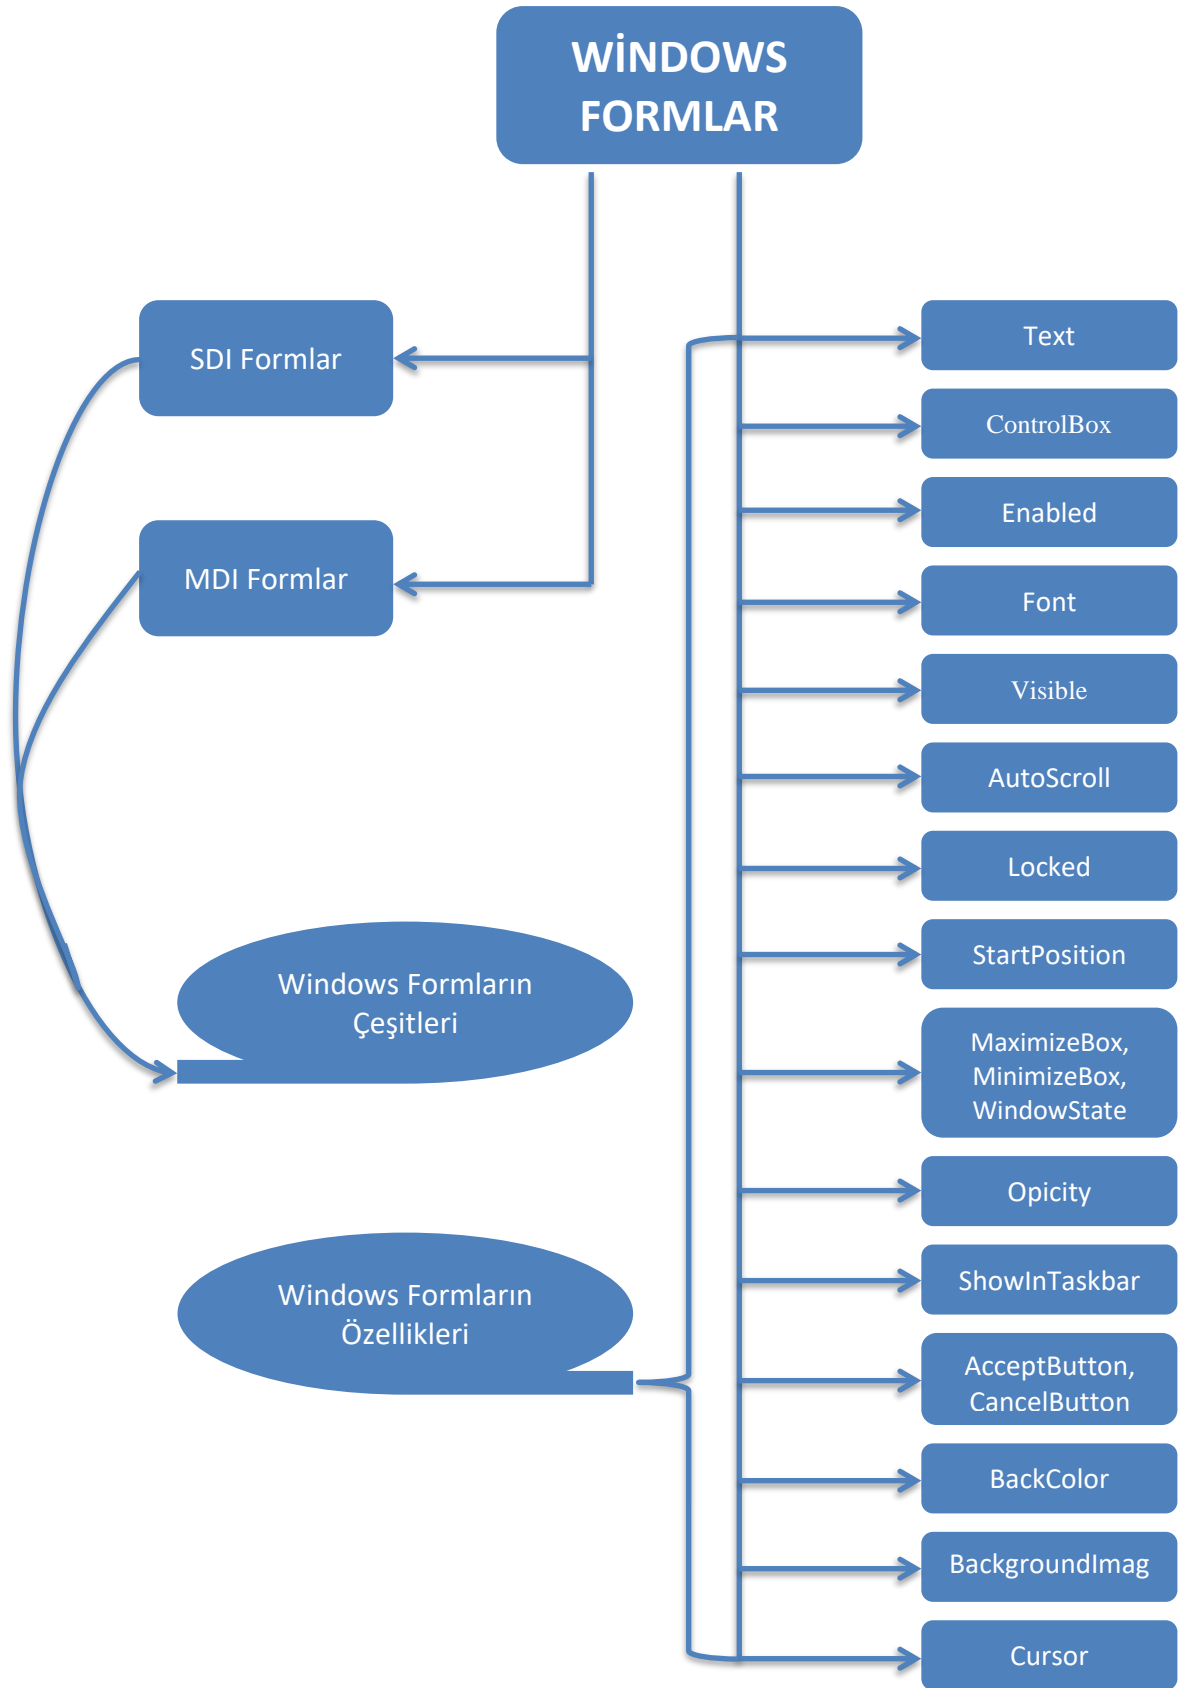 WİNDOWS
FORMLAR
SDI Formlar
MDI Formlar
Windows Formların
Çeşitleri
Windows Formların
Özellikleri
Text
ControlBox
Enabled
Font
Visible
AutoScroll
Locked
StartPosition
MaximizeBox,
MinimizeBox,
WindowState
Opicity
ShowInTaskbar
AcceptButton,
CancelButton
BackColor
BackgroundImag
Cursor